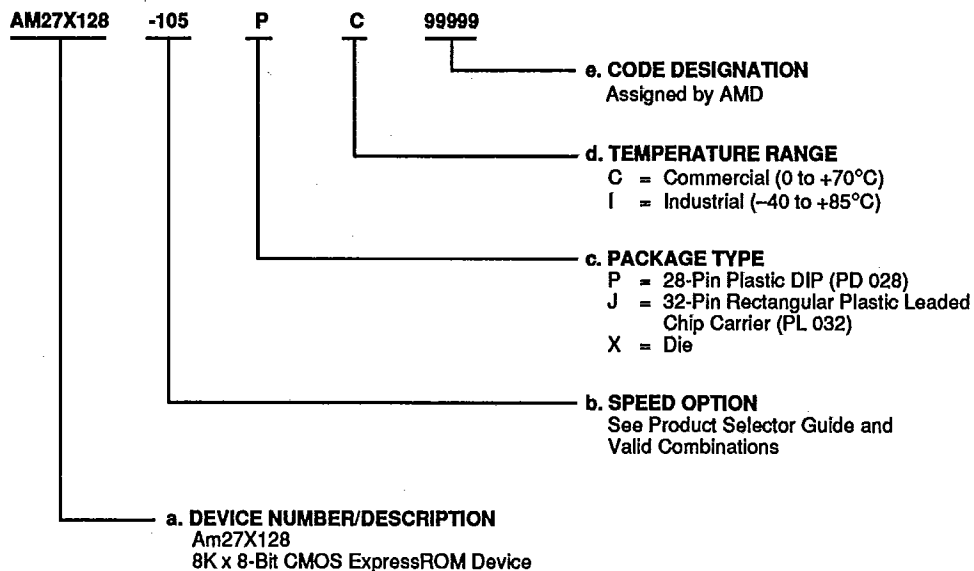 AM27X128 -105 P C 99999
e. CODE DESIGNATION
Assigned by AMD
d. TEMPERATURE RANGE
C = Commercial (0 to +70°C)
I = Industrial (–40 to +85°C)
c. PACKAGE TYPE
P = 28-Pin Plastic DIP (PD 028)
J = 32-Pin Rectangular Plastic Leaded
Chip Carrier (PL 032)
X = Die
b. SPEED OPTION
See Product Selector Guide and
Valid Combinations
a. DEVICE NUMBER/DESCRIPTION
Am27X128
8K x 8-Bit CMOS ExpressROM Device